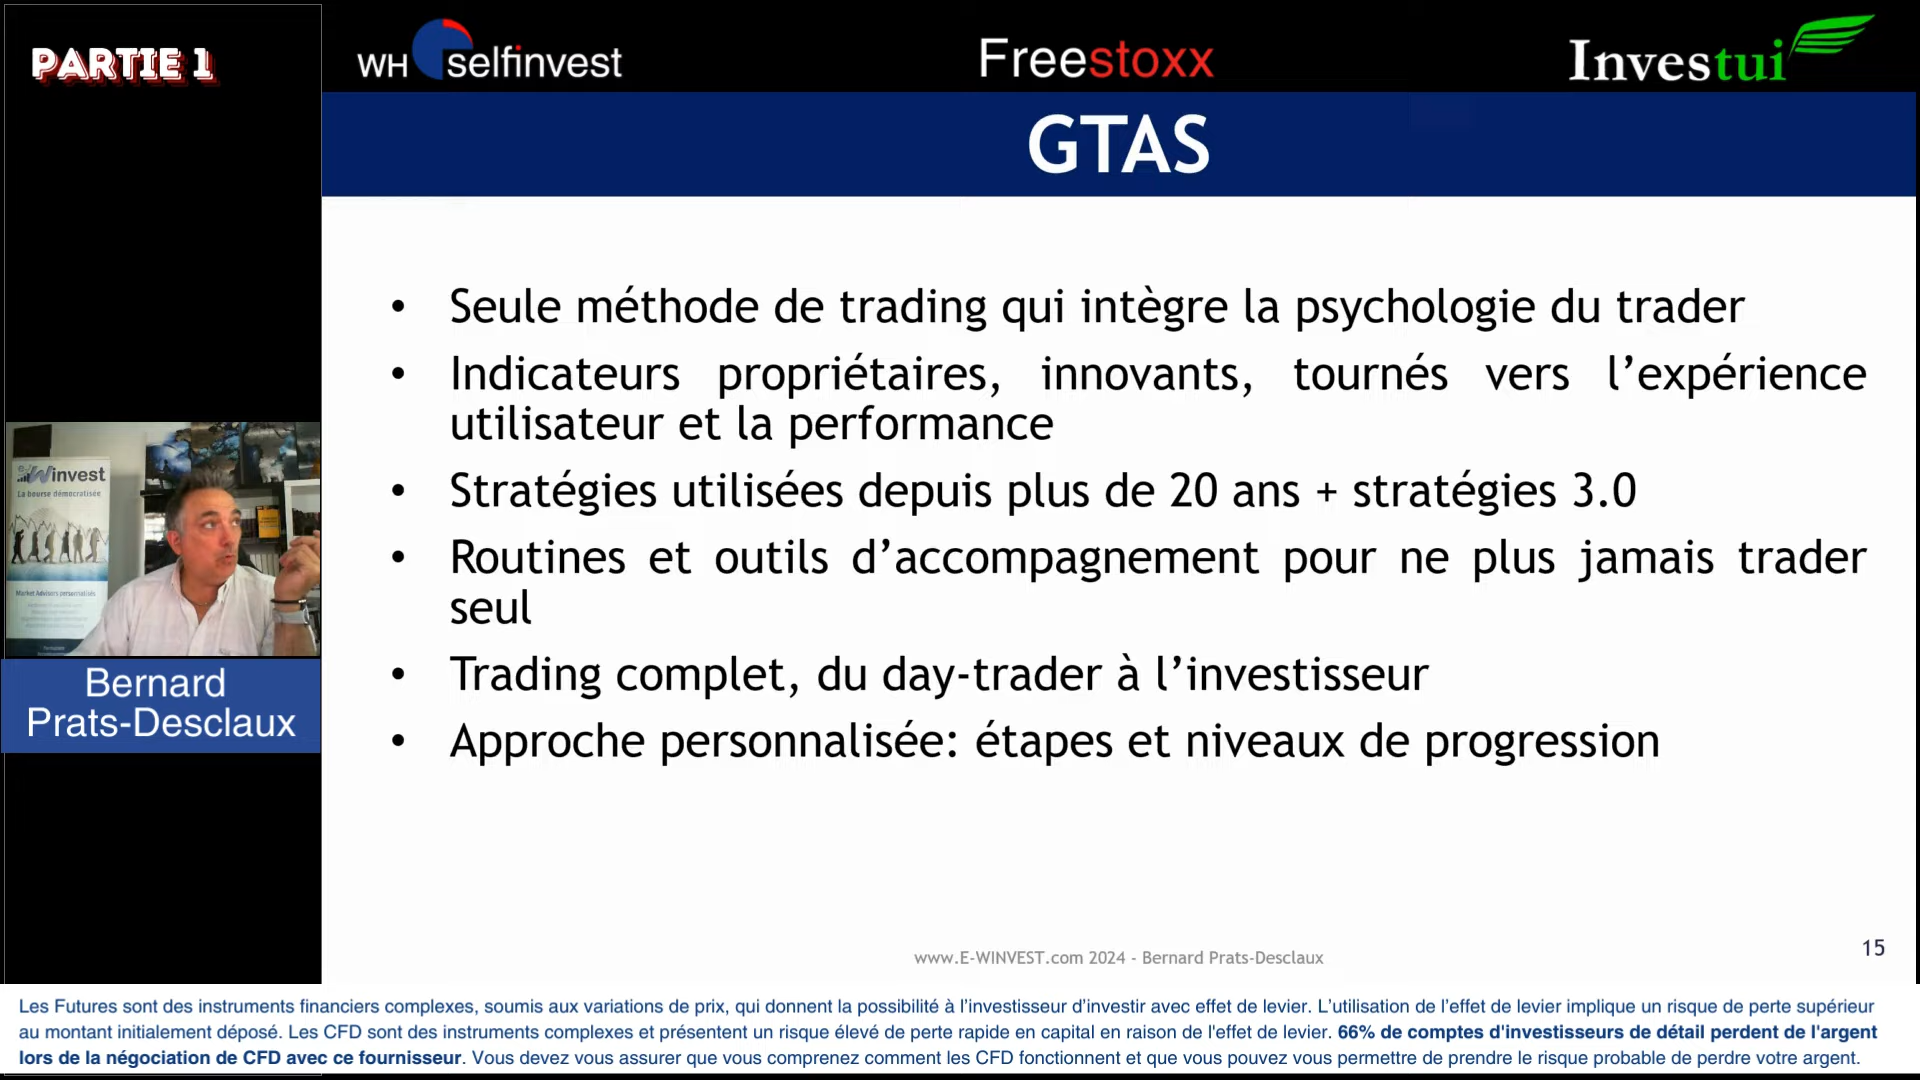 PARTIE 1
WH selfinvest
Freestoxx
Investui
GTAS
• Seule méthode de trading qui intègre la psychologie du trader
• Indicateurs propriétaires, innovants, tournés vers l’expérience
utilisateur et la performance
• Stratégies utilisées depuis plus de 20 ans + stratégies 3.0
• Routines et outils d’accompagnement pour ne plus jamais trader
seul
• Trading complet, du day-trader à l’investisseur
• Approche personnalisée: étapes et niveaux de progression
winvest
La bourse démocratisée
Market Advisors personnalisés
Bernard
Prats-Desclaux
www.E-WINVEST.com 2024 - Bernard Prats-Desclaux
15
Les Futures sont des instruments financiers complexes, soumis aux variations de prix, qui donnent la possibilité à l’investisseur d’investir avec effet de levier. L’utilisation de l’effet de levier implique un risque de perte supérieur
au montant initialement déposé. Les CFD sont des instruments complexes et présentent un risque élevé de perte rapide en capital en raison de l'effet de levier. 66% de comptes d'investisseurs de détail perdent de l'argent
lors de la négociation de CFD avec ce fournisseur. Vous devez vous assurer que vous comprenez comment les CFD fonctionnent et que vous pouvez vous permettre de prendre le risque probable de perdre votre argent.